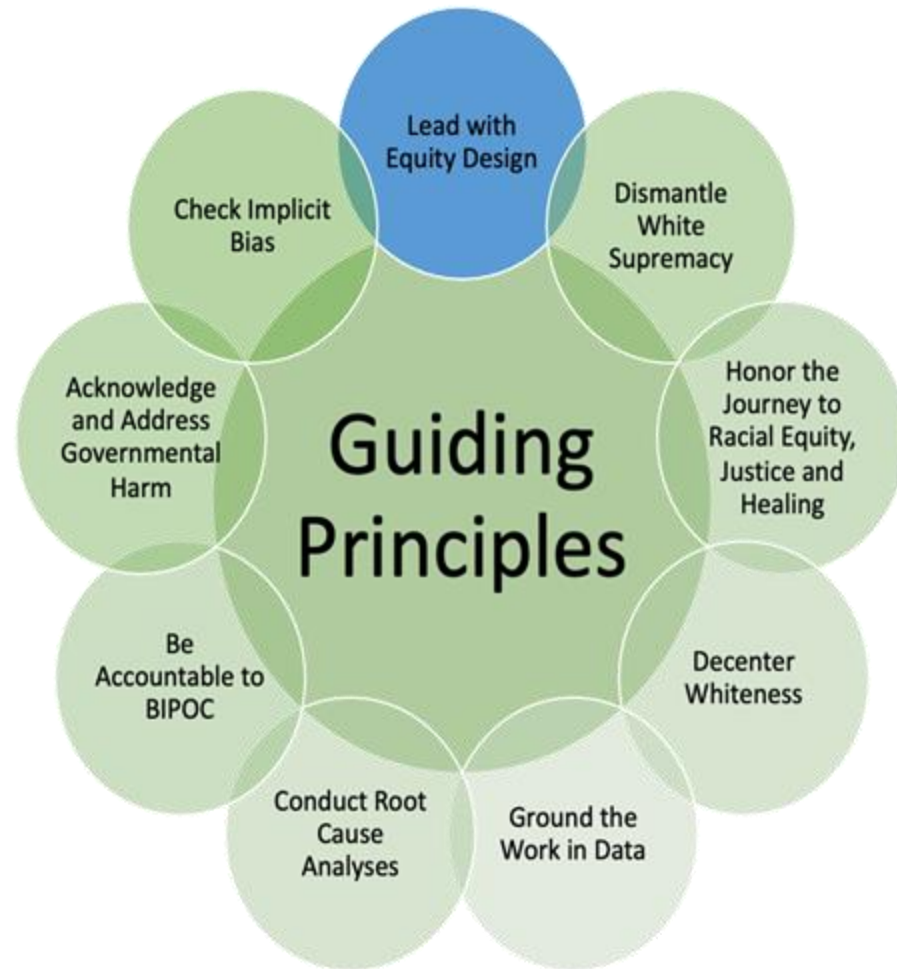 Lead with
Equity Design
Dismantle
White
Supremacy
Honor the
Journey to
Racial Equity,
Justice and
Healing
Decenter
Whiteness
Ground the
Work in Data
Conduct Root
Cause
Analyses
Be
Accountable to
BIPOC
Acknowledge
and Address
Governmental
Harm
Check Implicit
Bias
Guiding
Principles